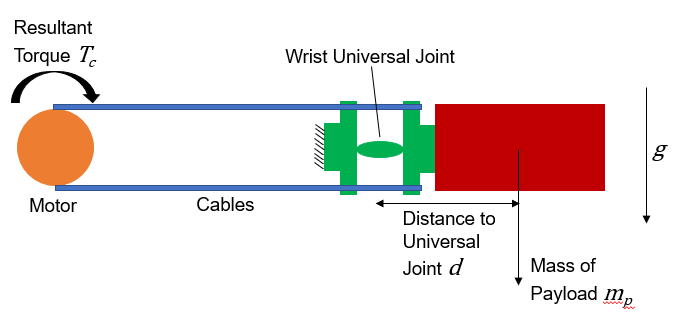 Resultant
Torque T_c
Wrist Universal Joint
g
Motor
Cables
Distance to
Universal
Joint d
Mass of
Payload m_p